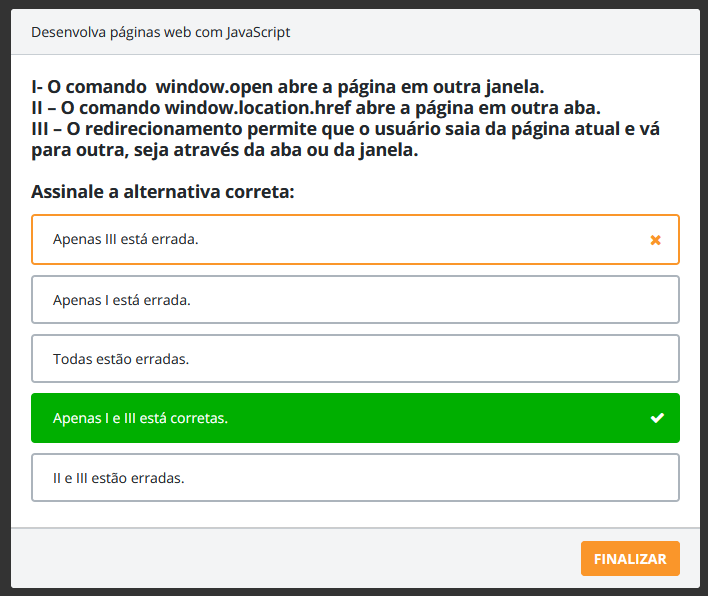 Desenvolva páginas web com JavaScript
I- O comando  window.open abre a página em outra janela.
II – O comando window.location.href abre a página em outra aba.
III – O redirecionamento permite que o usuário saia da página atual e vá
para outra, seja através da aba ou da janela.
Assinale a alternativa correta:
Apenas III está errada.
Apenas I está errada.
Todas estão erradas.
Apenas I e III está corretas.
II e III estão erradas.
FINALIZAR